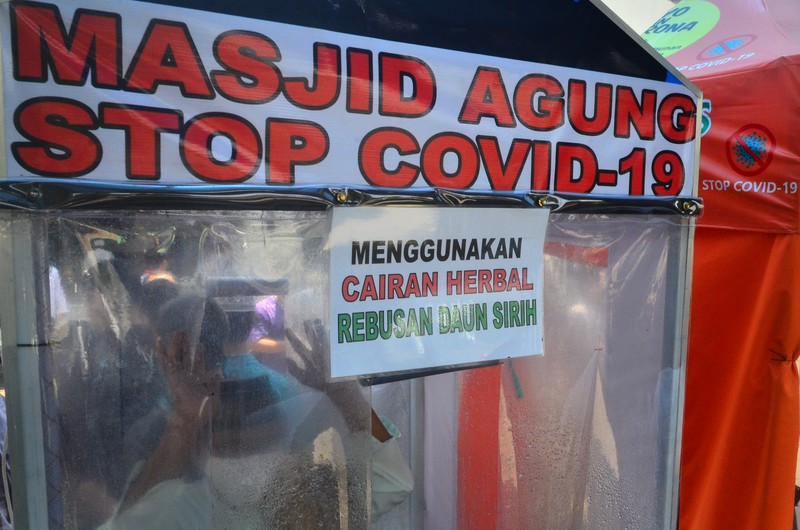 MASJID AGUNG
STOP COVID-19
MENGGUNAKAN
CAIRAN HERBAL
REBUSAN DAUN SIRIH
STOP COVID-19